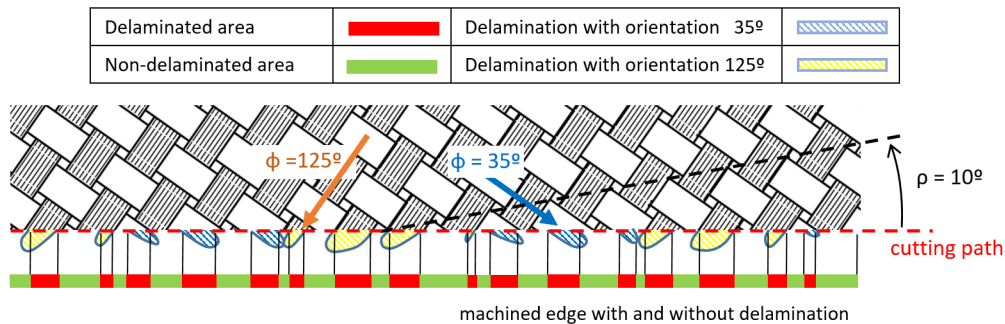 Delaminated area
Delamination with orientation 35º
Non-delaminated area
Delamination with orientation 125º
ϕ =125º
ϕ = 35º
ρ = 10º
cutting path
machined edge with and without delamination